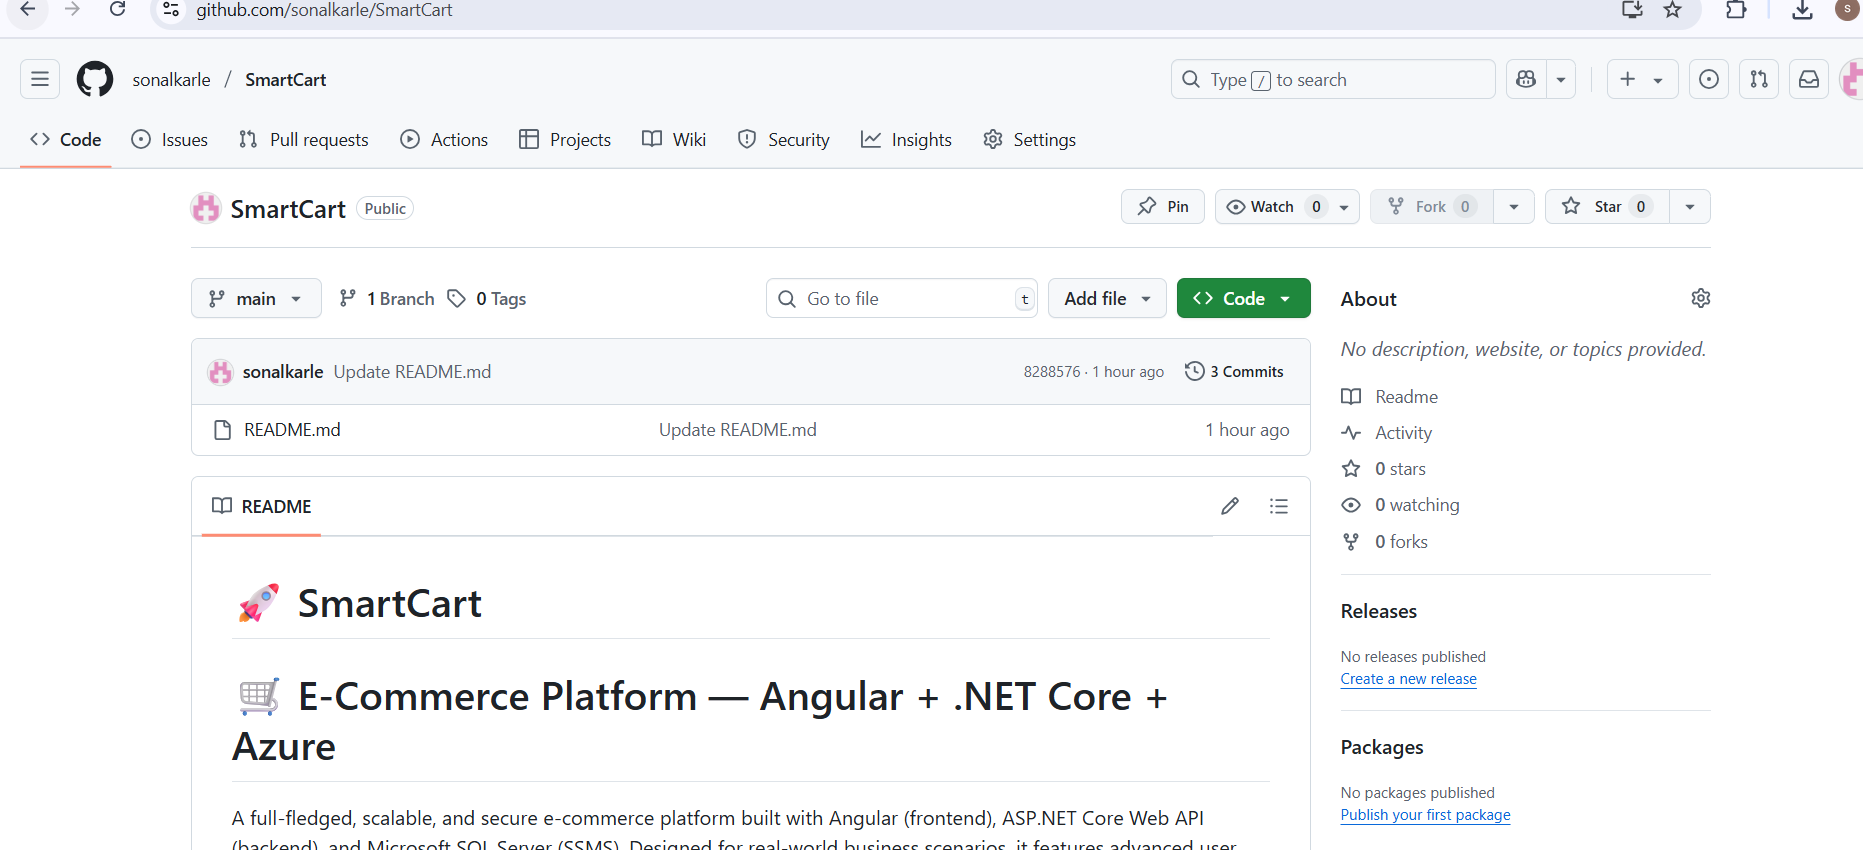 github.com/sonalkarle/SmartCart
S
sonalkarle / SmartCart
Type / to search
Code Issues Pull requests Actions Projects Wiki Security Insights Settings
SmartCart Public
Pin Watch 0 Fork 0 Star 0
main 1 Branch 0 Tags Go to file t Add file Code
About
No description, website, or topics provided.
sonalkarle Update README.md 8288576 · 1 hour ago 3 Commits
README.md Update README.md 1 hour ago
Readme
Activity
0 stars
0 watching
0 forks
README
🚀 SmartCart
🛒 E-Commerce Platform — Angular + .NET Core +
Azure
A full-fledged, scalable, and secure e-commerce platform built with Angular (frontend), ASP.NET Core Web API
(backend), and Microsoft SQL Server (SSMS). Designed for real-world business scenarios, it features advanced user
Releases
No releases published
Create a new release
Packages
No packages published
Publish your first package